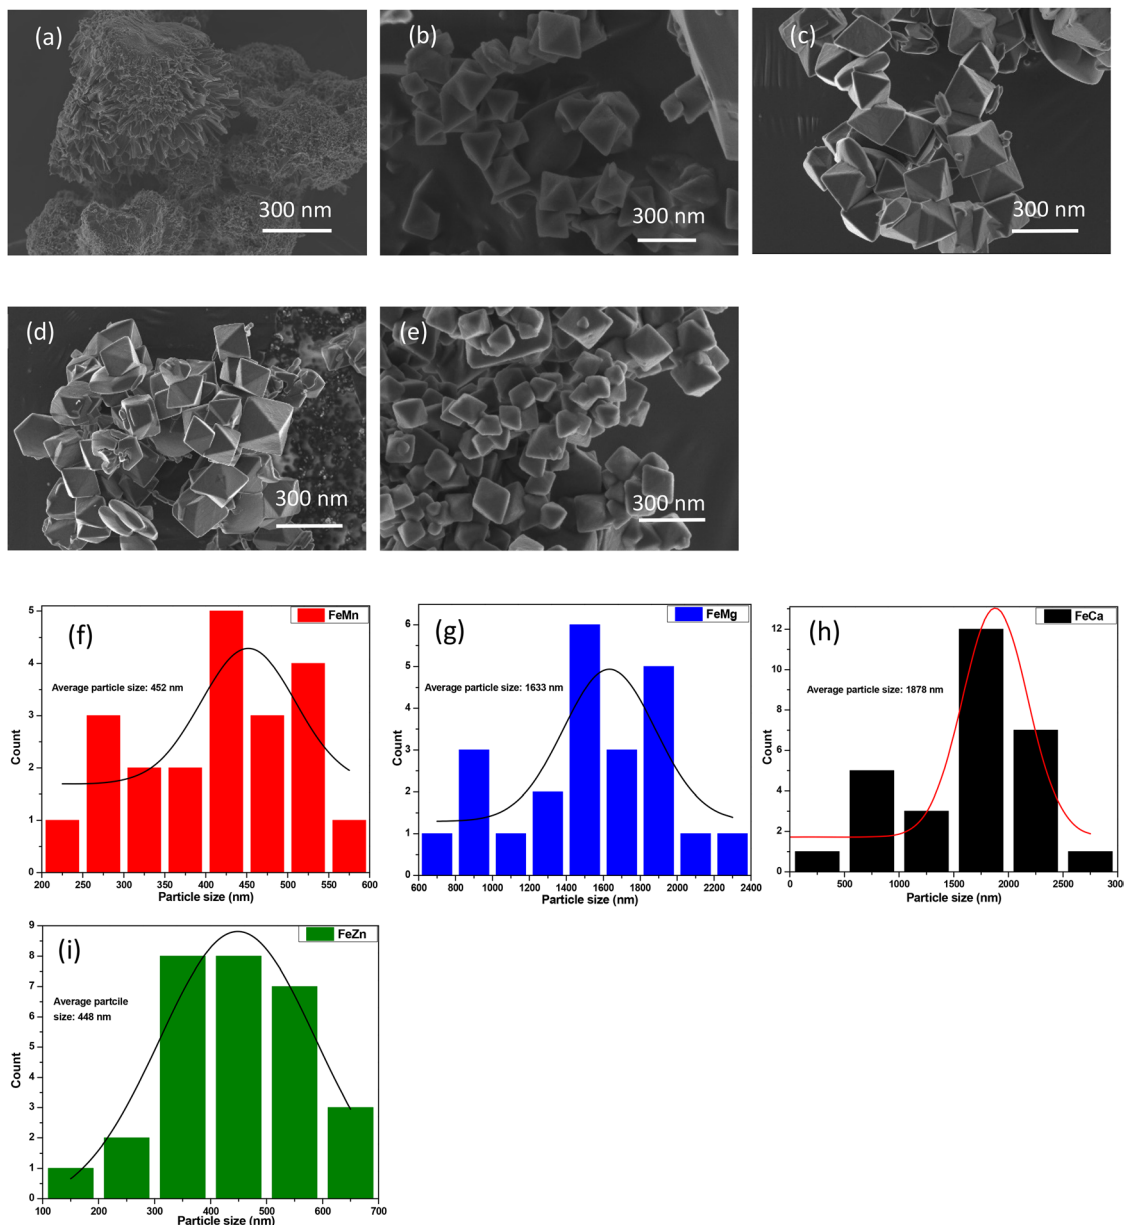 (a)
300 nm
(b)
300 nm
(c)
300 nm
(d)
300 nm
(e)
300 nm
(f)
FeMn
Average particle size: 452 nm
Count
5
4
3
2
1
0
200 250 300 350 400 450 500 550 600
Particle size (nm)
(g)
FeMg
Average particle size: 1633 nm
Count
6
5
4
3
2
1
0
600 800 1000 1200 1400 1600 1800 2000 2200 2400
Particle size (nm)
(h)
FeCa
Average particle size: 1878 nm
Count
12
10
8
6
4
2
0
0 500 1000 1500 2000 2500 3000
Particle size (nm)
(i)
FeZn
Average partcile
size: 448 nm
Count
9
8
7
6
5
4
3
2
1
0
100 200 300 400 500 600 700
Particle size (nm)